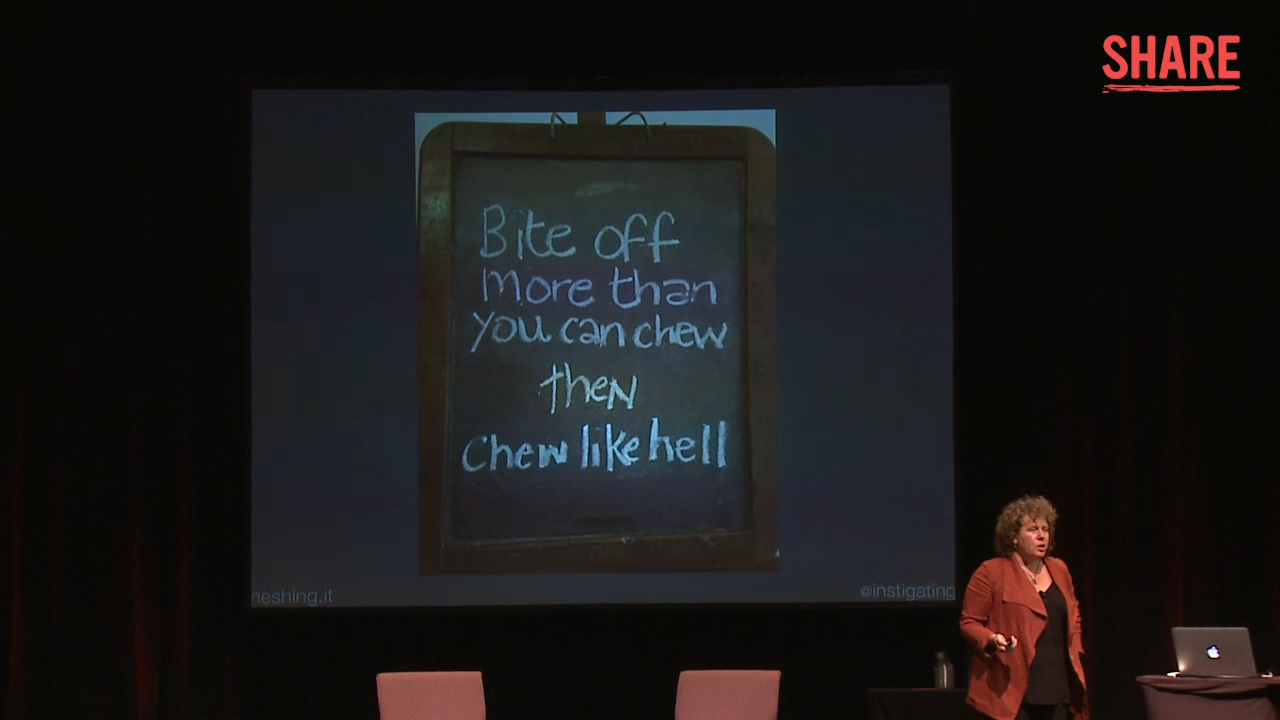 SHARE
Bite off
more than
you can chew
then
Chew like hell
neshing.it
@instigating